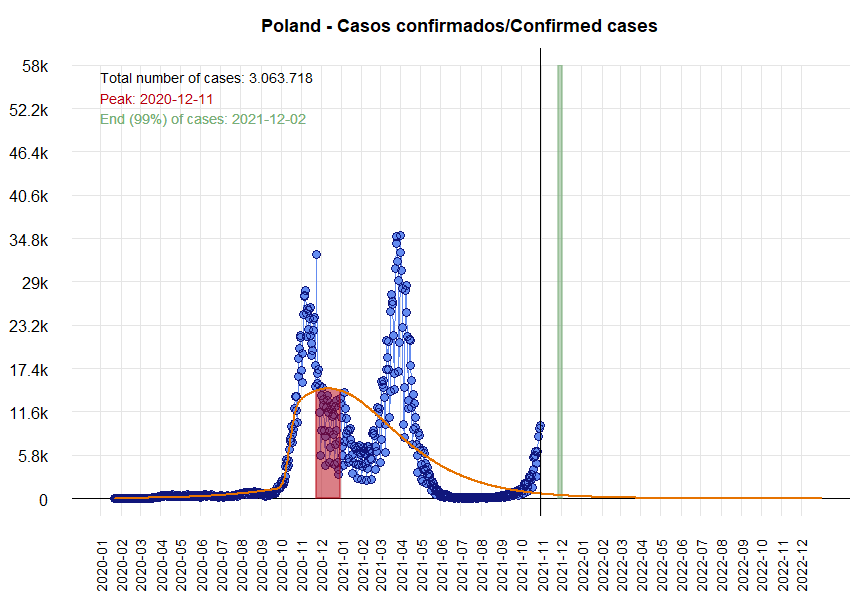 Poland - Casos confirmados/Confirmed cases
Total number of cases: 3.063.718
Peak: 2020-12-11
End (99%) of cases: 2021-12-02
58k
52.2k
46.4k
40.6k
34.8k
29k
23.2k
17.4k
11.6k
5.8k
0
2020-01
2020-02
2020-03
2020-04
2020-05
2020-06
2020-07
2020-08
2020-09
2020-10
2020-11
2020-12
2021-01
2021-02
2021-03
2021-04
2021-05
2021-06
2021-07
2021-08
2021-09
2021-10
2021-11
2021-12
2022-01
2022-02
2022-03
2022-04
2022-05
2022-06
2022-07
2022-08
2022-09
2022-10
2022-11
2022-12